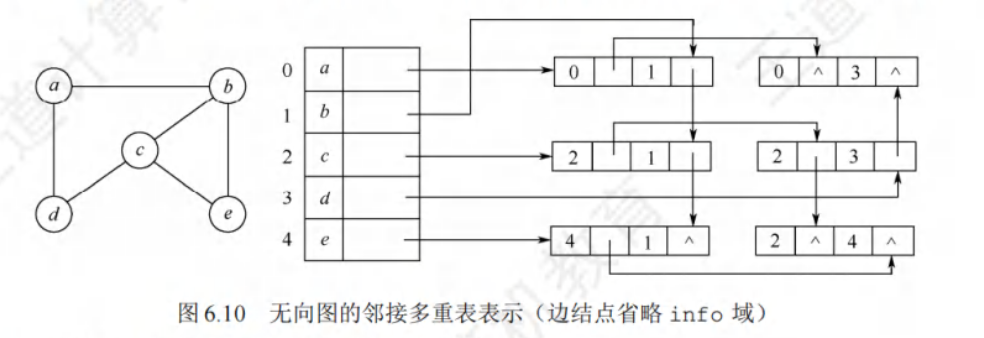 a b c d e
0 a
1 b
2 c
3 d
4 e
0 1
0 ^ 3 ^
2 1
2 3
4 1 ^
2 ^ 4 ^
图 6.10 无向图的邻接多重表表示（边结点省略 info 域）